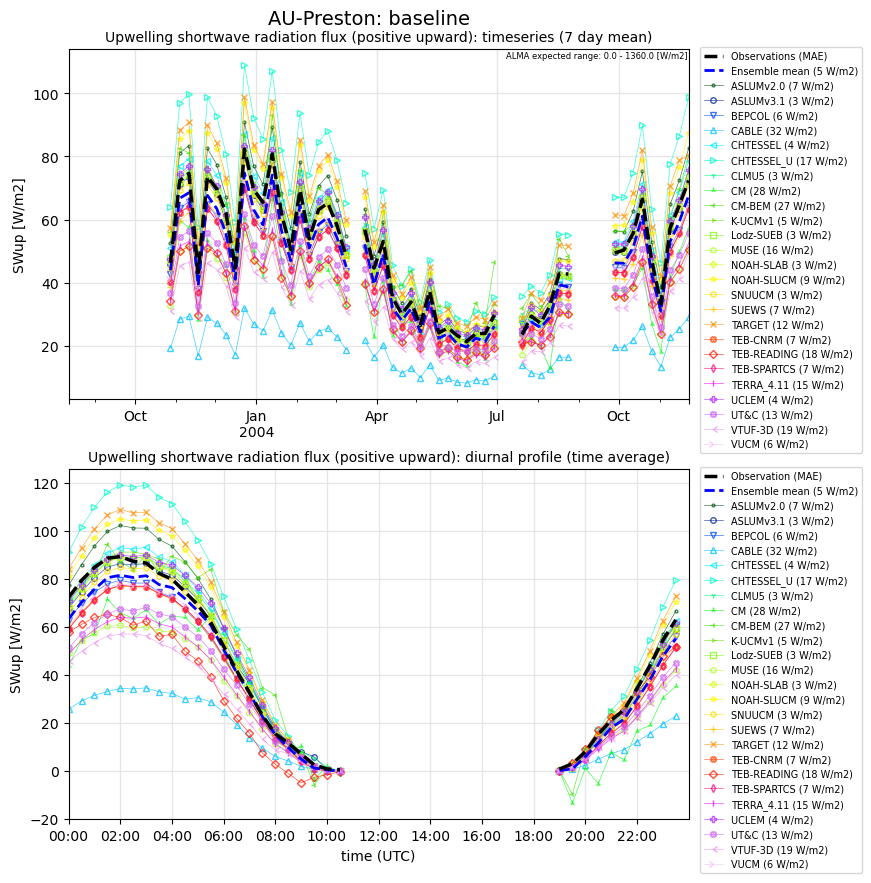 AU-Preston: baseline
Upwelling shortwave radiation flux (positive upward): timeseries (7 day mean)
ALMA expected range: 0.0 - 1360.0 [W/m2]
SWup [W/m2]
100
80
60
40
20
Oct
Jan
2004
Apr
Jul
Oct
Observations (MAE)
Ensemble mean (5 W/m2)
ASLUMv2.0 (7 W/m2)
ASLUMv3.1 (3 W/m2)
BEPCOL (6 W/m2)
CABLE (32 W/m2)
CHTESSEL (4 W/m2)
CHTESSEL_U (17 W/m2)
CLMU5 (3 W/m2)
CM (28 W/m2)
CM-BEM (27 W/m2)
K-UCMv1 (5 W/m2)
Lodz-SUEB (3 W/m2)
MUSE (16 W/m2)
NOAH-SLAB (3 W/m2)
NOAH-SLUCM (9 W/m2)
SNUUCM (3 W/m2)
SUEWS (7 W/m2)
TARGET (12 W/m2)
TEB-CNRM (7 W/m2)
TEB-READING (18 W/m2)
TEB-SPARTCS (7 W/m2)
TERRA_4.11 (15 W/m2)
UCLEM (4 W/m2)
UT&C (13 W/m2)
VTUF-3D (19 W/m2)
VUCM (6 W/m2)
Upwelling shortwave radiation flux (positive upward): diurnal profile (time average)
SWup [W/m2]
120
100
80
60
40
20
0
−20
00:00
02:00
04:00
06:00
08:00
10:00
12:00
14:00
16:00
18:00
20:00
22:00
time (UTC)
Observation (MAE)
Ensemble mean (5 W/m2)
ASLUMv2.0 (7 W/m2)
ASLUMv3.1 (3 W/m2)
BEPCOL (6 W/m2)
CABLE (32 W/m2)
CHTESSEL (4 W/m2)
CHTESSEL_U (17 W/m2)
CLMU5 (3 W/m2)
CM (28 W/m2)
CM-BEM (27 W/m2)
K-UCMv1 (5 W/m2)
Lodz-SUEB (3 W/m2)
MUSE (16 W/m2)
NOAH-SLAB (3 W/m2)
NOAH-SLUCM (9 W/m2)
SNUUCM (3 W/m2)
SUEWS (7 W/m2)
TARGET (12 W/m2)
TEB-CNRM (7 W/m2)
TEB-READING (18 W/m2)
TEB-SPARTCS (7 W/m2)
TERRA_4.11 (15 W/m2)
UCLEM (4 W/m2)
UT&C (13 W/m2)
VTUF-3D (19 W/m2)
VUCM (6 W/m2)